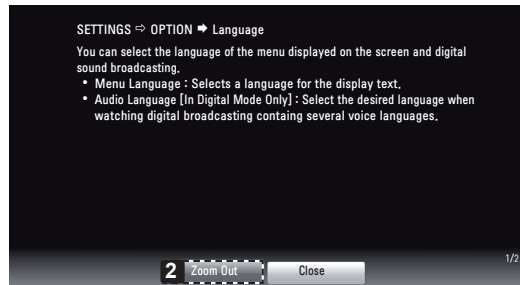 SETTINGS ⇨ OPTION ➡ Language
You can select the language of the menu displayed on the screen and digital
sound broadcasting.
• Menu Language : Selects a language for the display text.
• Audio Language [In Digital Mode Only] : Select the desired language when
watching digital broadcasting containg several voice languages.
1/2
2 Zoom Out Close